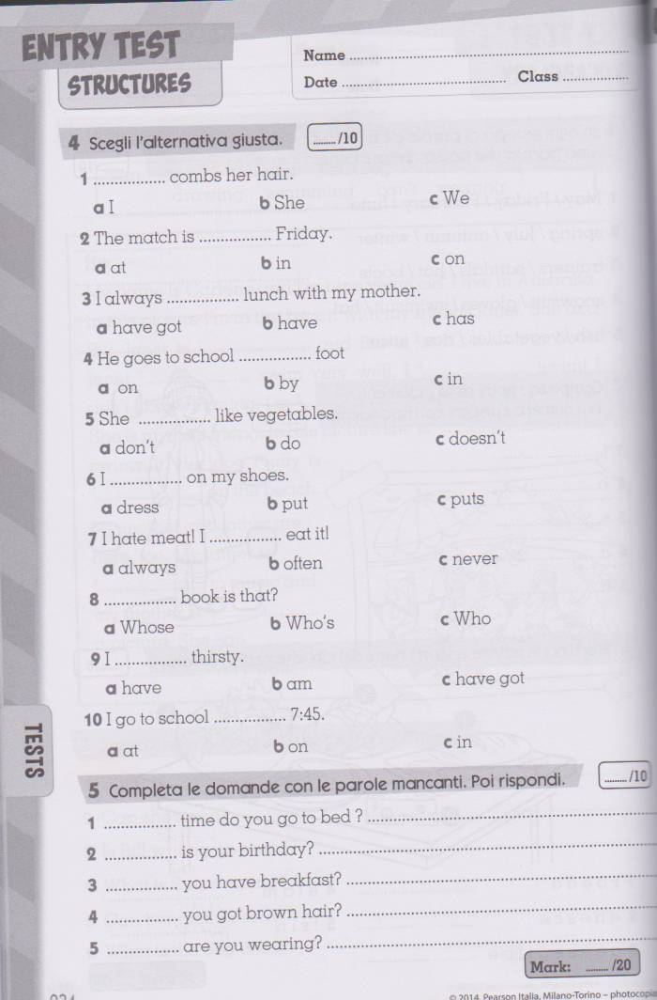 ENTRY TEST
STRUCTURES
Name ........................................
Date ........................ Class ................
4 Scegli l'alternativa giusta. ......../10
1 ................ combs her hair.
a I b She c We
2 The match is ................ Friday.
a at b in c on
3 I always ................ lunch with my mother.
a have got b have c has
4 He goes to school ................ foot
a on b by c in
5 She ................ like vegetables.
a don't b do c doesn't
6 I ................ on my shoes.
a dress b put c puts
7 I hate meat! I ................ eat it!
a always b often c never
8 ................ book is that?
a Whose b Who's c Who
9 I ................ thirsty.
a have b am c have got
10 I go to school ................ 7:45.
a at b on c in
TESTS
5 Completa le domande con le parole mancanti. Poi rispondi. ......../10
1 ................ time do you go to bed ? ................................
2 ................ is your birthday? ................................
3 ................ you have breakfast? ................................
4 ................ you got brown hair? ................................
5 ................ are you wearing? ................................
Mark: ......../20
© 2014, Pearson Italia, Milano-Torino –